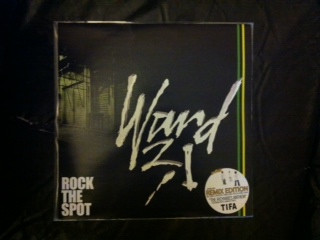 Ward
21
ROCK
THE
SPOT
REMIX EDITION
TIFA